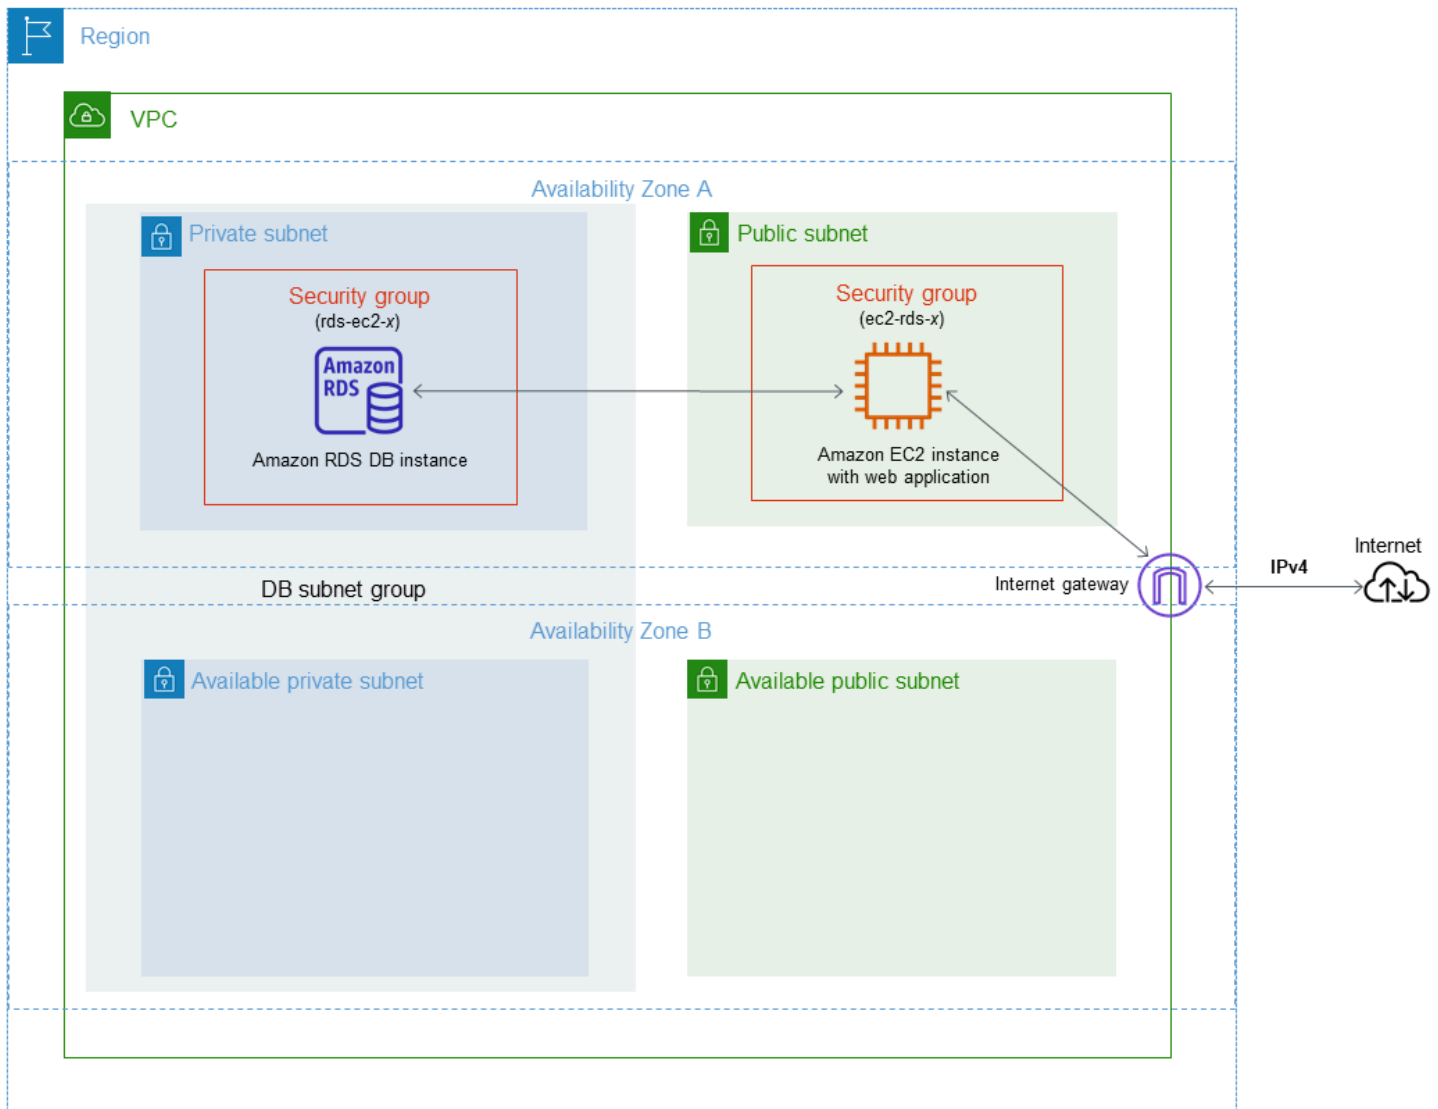 Region
VPC
Availability Zone A
Private subnet
Public subnet
Security group
(rds-ec2-x)
Security group
(ec2-rds-x)
Amazon
RDS
Amazon RDS DB instance
Amazon EC2 instance
with web application
Internet
IPv4
Internet gateway
DB subnet group
Availability Zone B
Available private subnet
Available public subnet